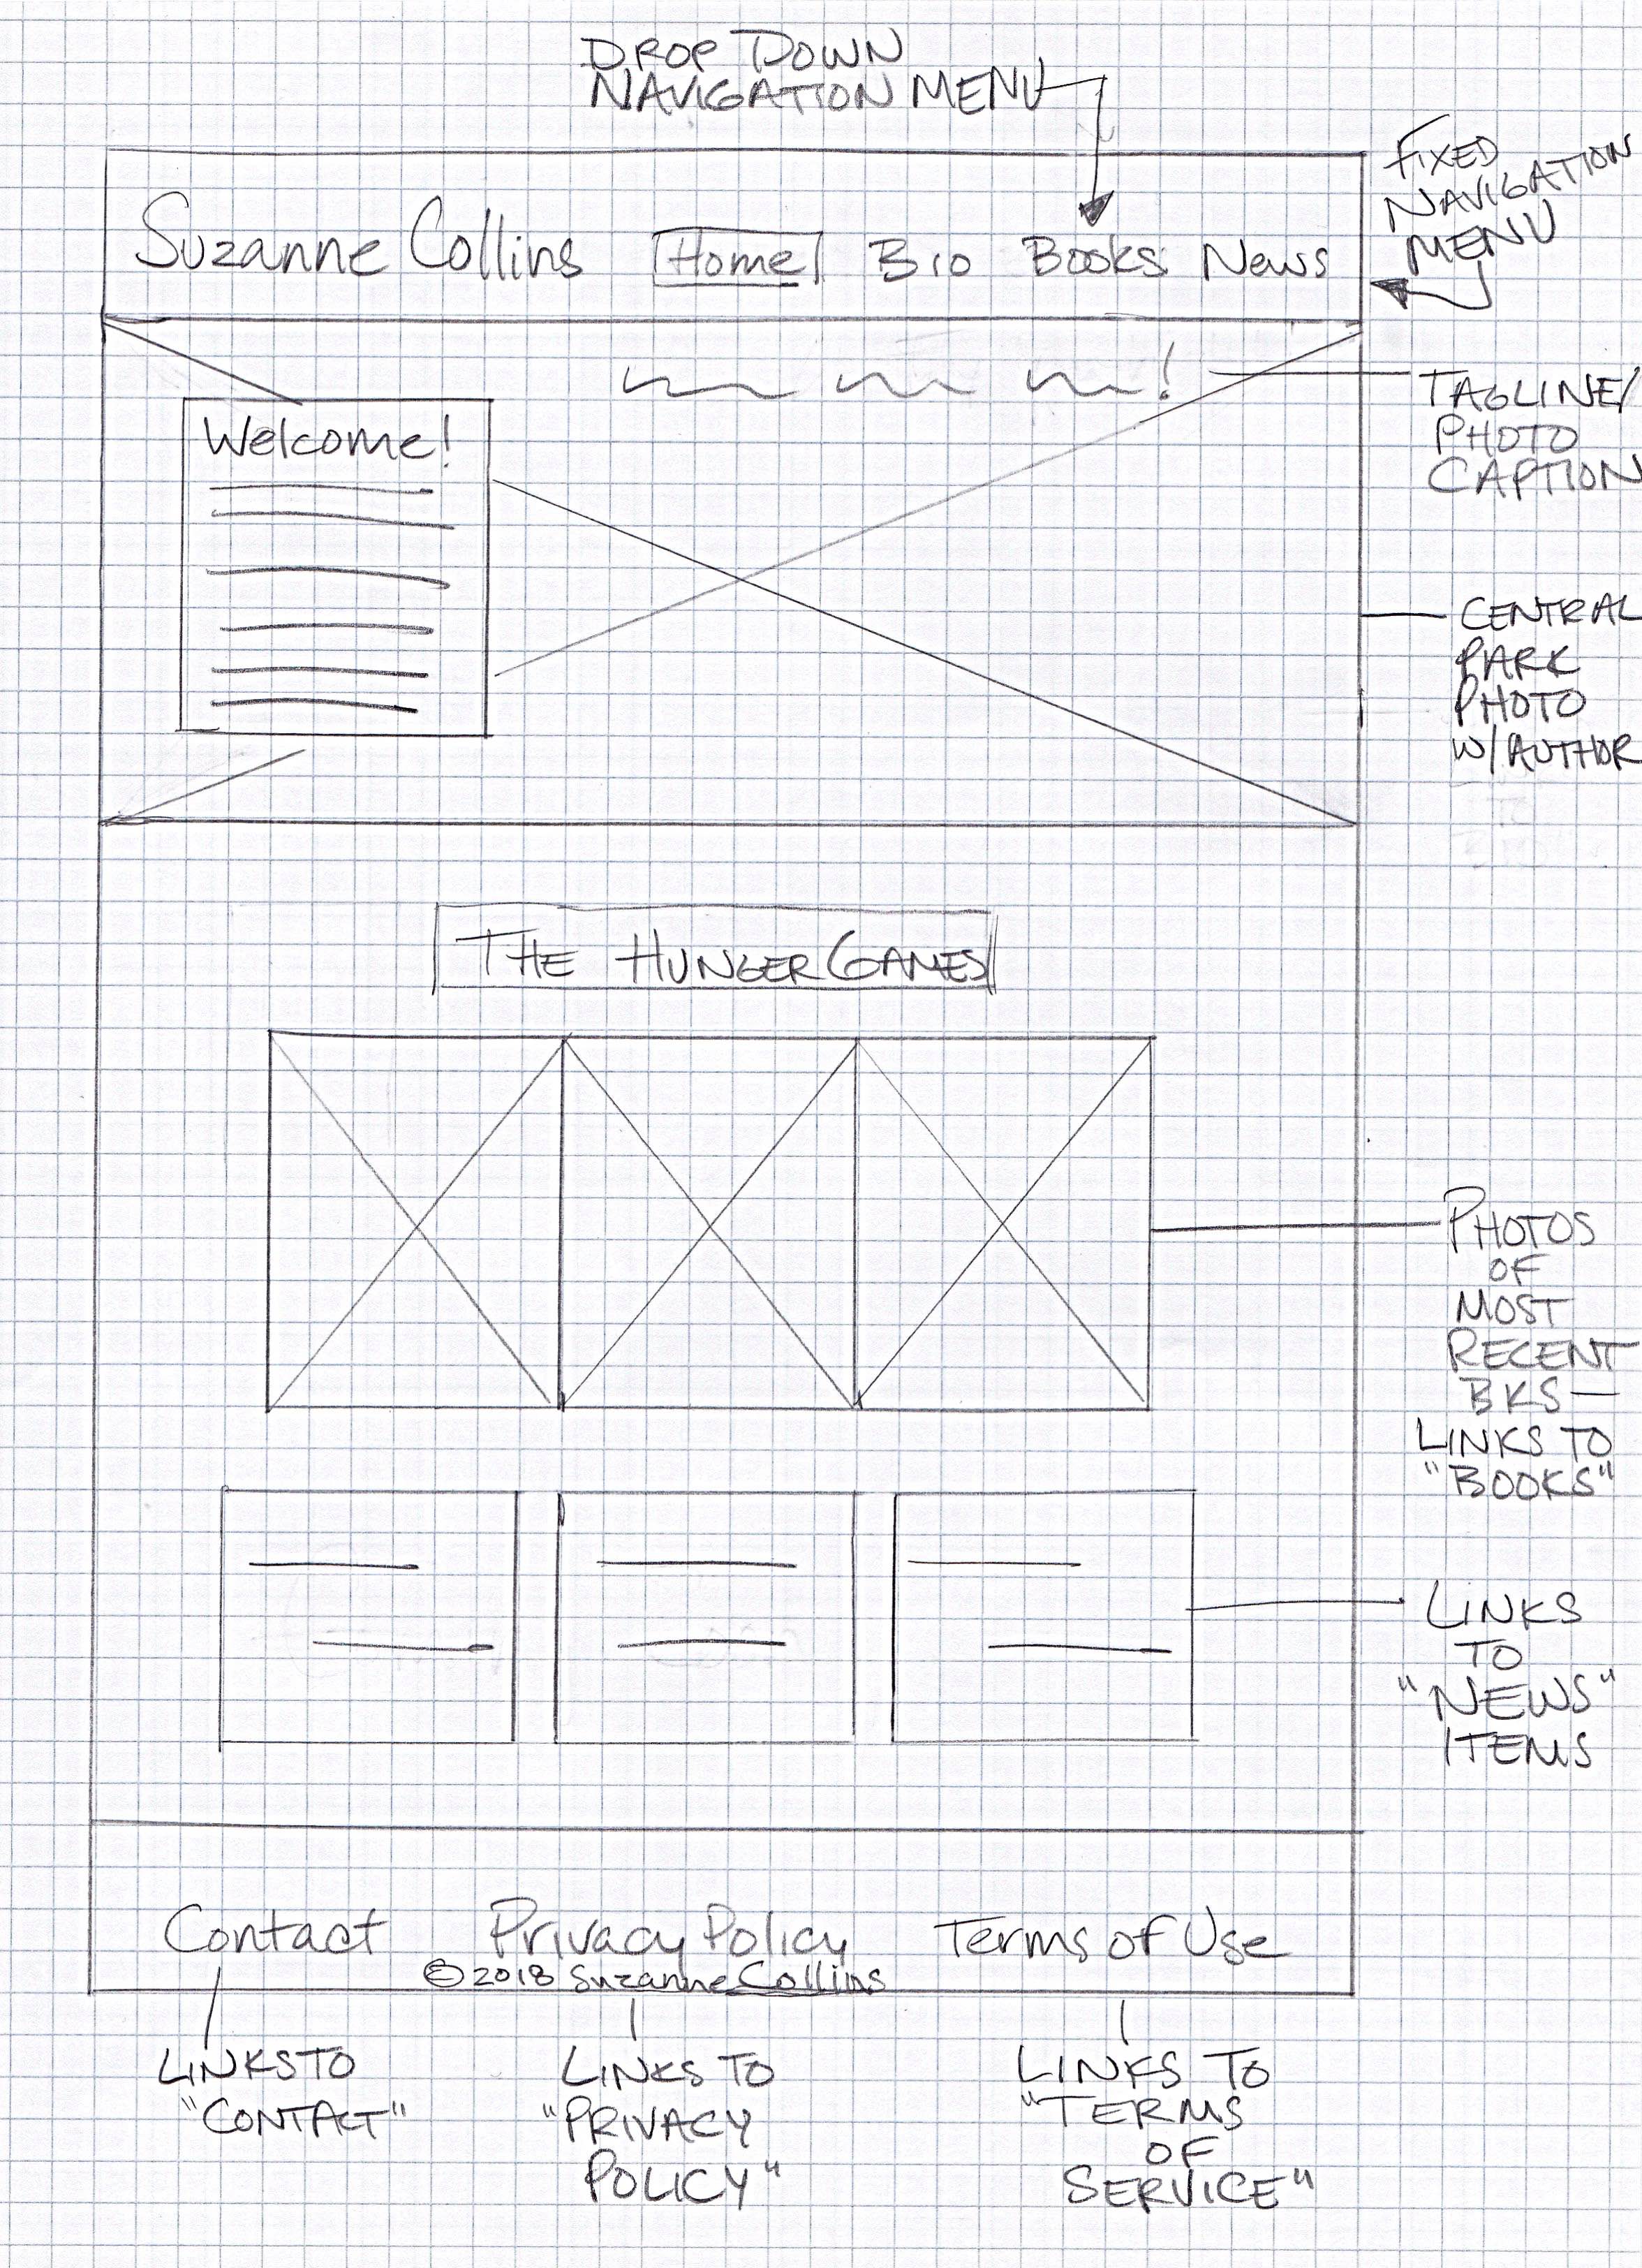 DROP DOWN
NAVIGATION MENU
FIXED
NAVIGATION
MENU
Suzanne Collins Home Bio Books News
TAGLINE/
PHOTO
CAPTION
Welcome!
CENTRAL
PARK
PHOTO
W/ AUTHOR
THE HUNGER GAMES
PHOTOS
OF
MOST
RECENT
BKS—
LINKS TO
"BOOKS"
LINKS
TO
"NEWS"
ITEMS
Contact Privacy Policy Terms of Use
© 2018 Suzanne Collins
LINKS TO
"CONTACT"
LINKS TO
"PRIVACY
POLICY"
LINKS TO
"TERMS
OF
SERVICE"